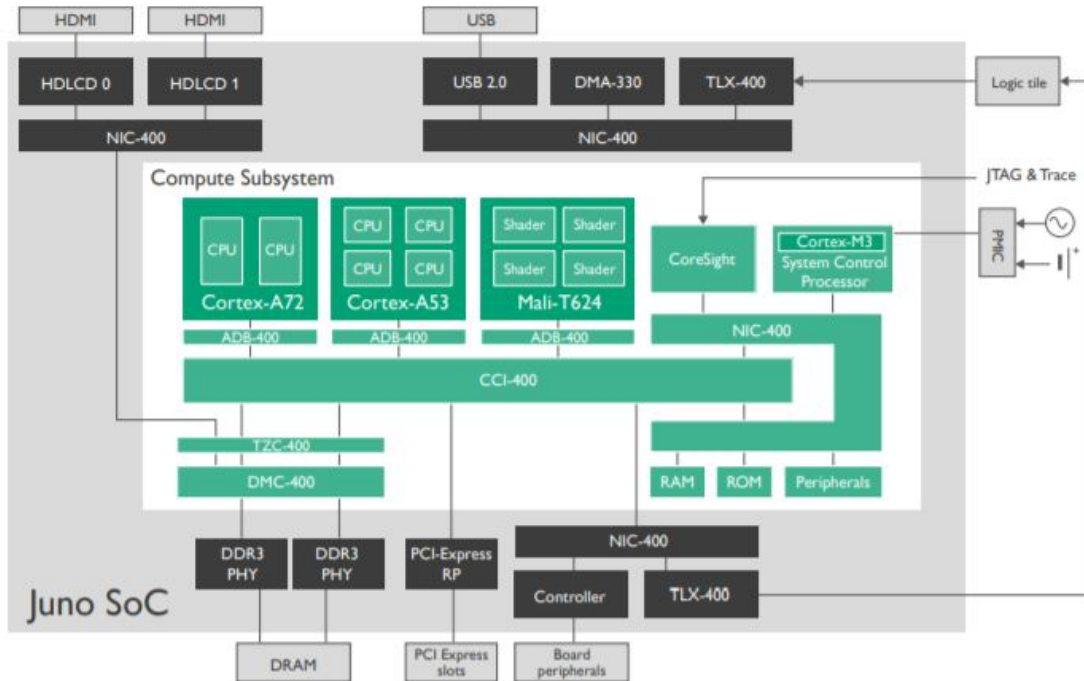 HDMI
HDMI
USB
HDLCD 0
HDLCD 1
USB 2.0
DMA-330
TLX-400
Logic tile
NIC-400
NIC-400
Compute Subsystem
JTAG & Trace
CPU
CPU
Cortex-A72
CPU
CPU
CPU
CPU
Cortex-A53
Shader
Shader
Shader
Shader
Mali-T624
CoreSight
Cortex-M3
System Control
Processor
PMIC
+
ADB-400
ADB-400
ADB-400
NIC-400
CCI-400
TZC-400
DMC-400
RAM
ROM
Peripherals
DDR3
PHY
DDR3
PHY
PCI-Express
RP
NIC-400
Controller
TLX-400
Juno SoC
DRAM
PCI Express
slots
Board
peripherals